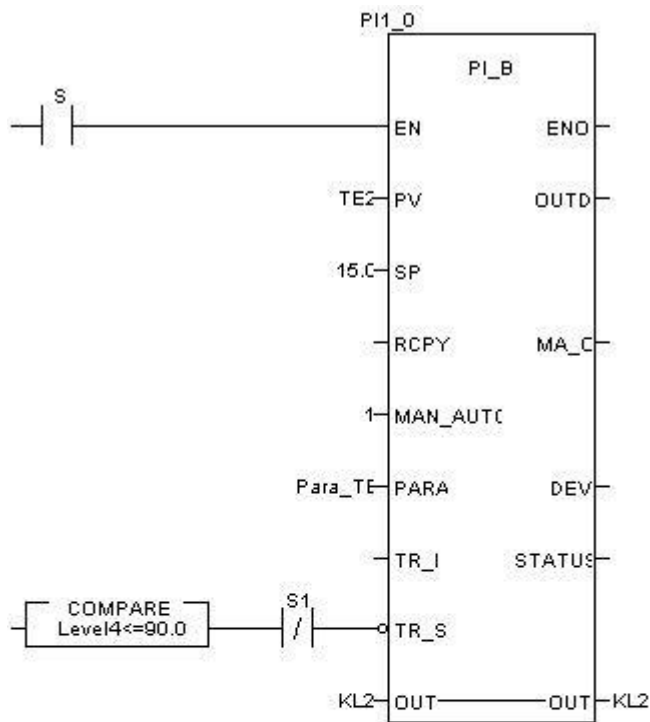 PI1_0
PI_B
S
EN ENO
TE2 PV OUTD
15.0 SP
RCPY MA_C
1 MAN_AUTO
Para_TE PARA DEV
TR_I STATUS
COMPARE
Level4<=90.0
S1
/
TR_S
KL2 OUT OUT KL2